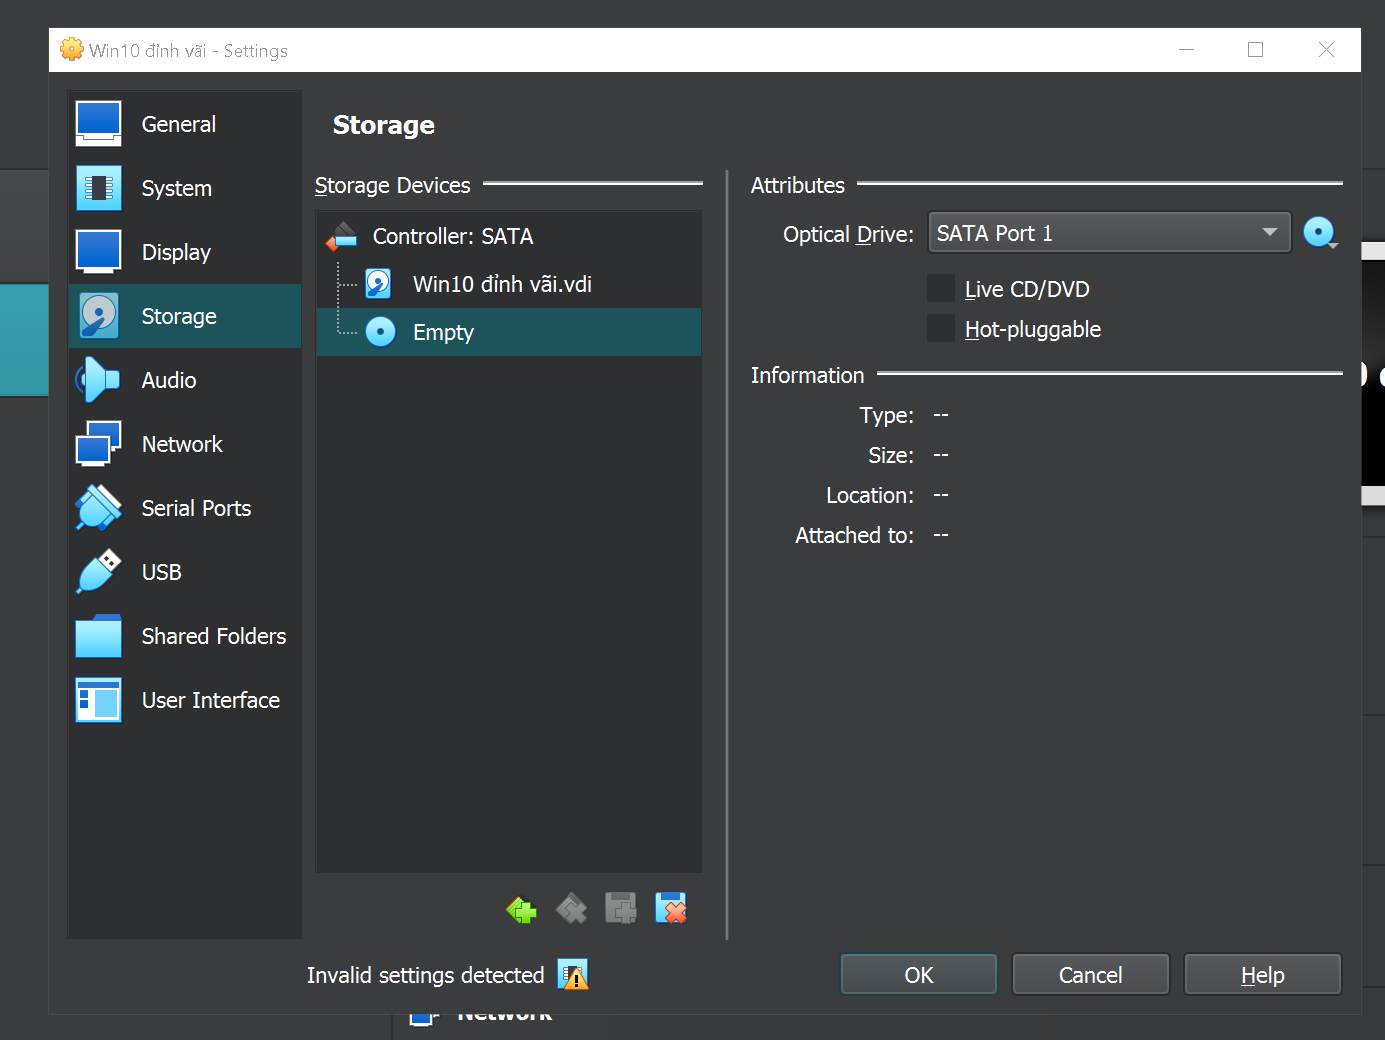 Win10 đỉnh vãi - Settings
General
System
Display
Storage
Audio
Network
Serial Ports
USB
Shared Folders
User Interface
Storage
Storage Devices
Controller: SATA
Win10 đỉnh vãi.vdi
Empty
Attributes
Optical Drive: SATA Port 1
Live CD/DVD
Hot-pluggable
Information
Type: --
Size: --
Location: --
Attached to: --
Invalid settings detected
OK
Cancel
Help
Network